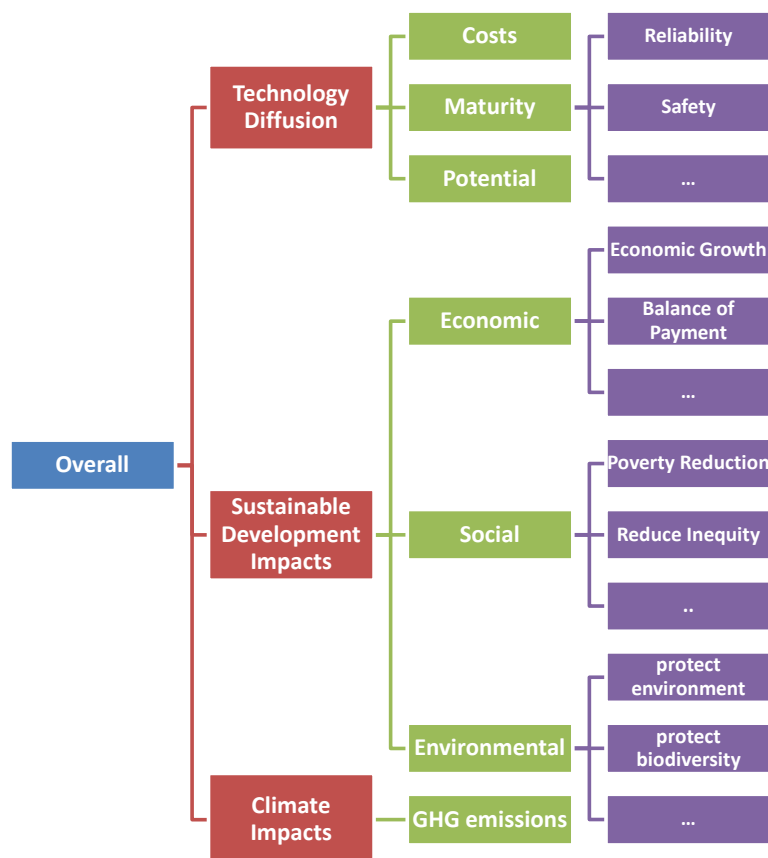 Overall
Technology
Diffusion
Costs
Maturity
Reliability
Safety
...
Potential
Sustainable
Development
Impacts
Economic
Economic Growth
Balance of
Payment
...
Social
Poverty Reduction
Reduce Inequity
..
Environmental
protect
environment
protect
biodiversity
...
Climate
Impacts
GHG emissions